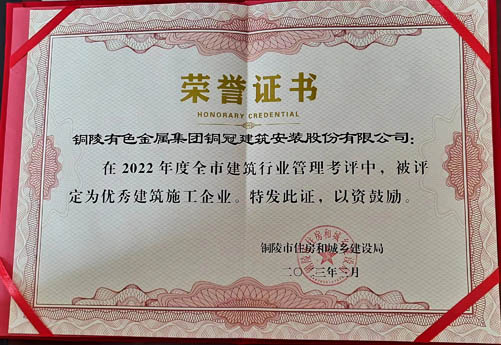 荣誉证书
HONORARY CREDENTIAL
铜陵有色金属集团铜冠建筑安装股份有限公司：
在 2022 年度全市建筑行业管理考评中，被评
定为优秀建筑施工企业。特发此证，以资鼓励。
铜陵市住房和城乡建设局
二〇二三年二月